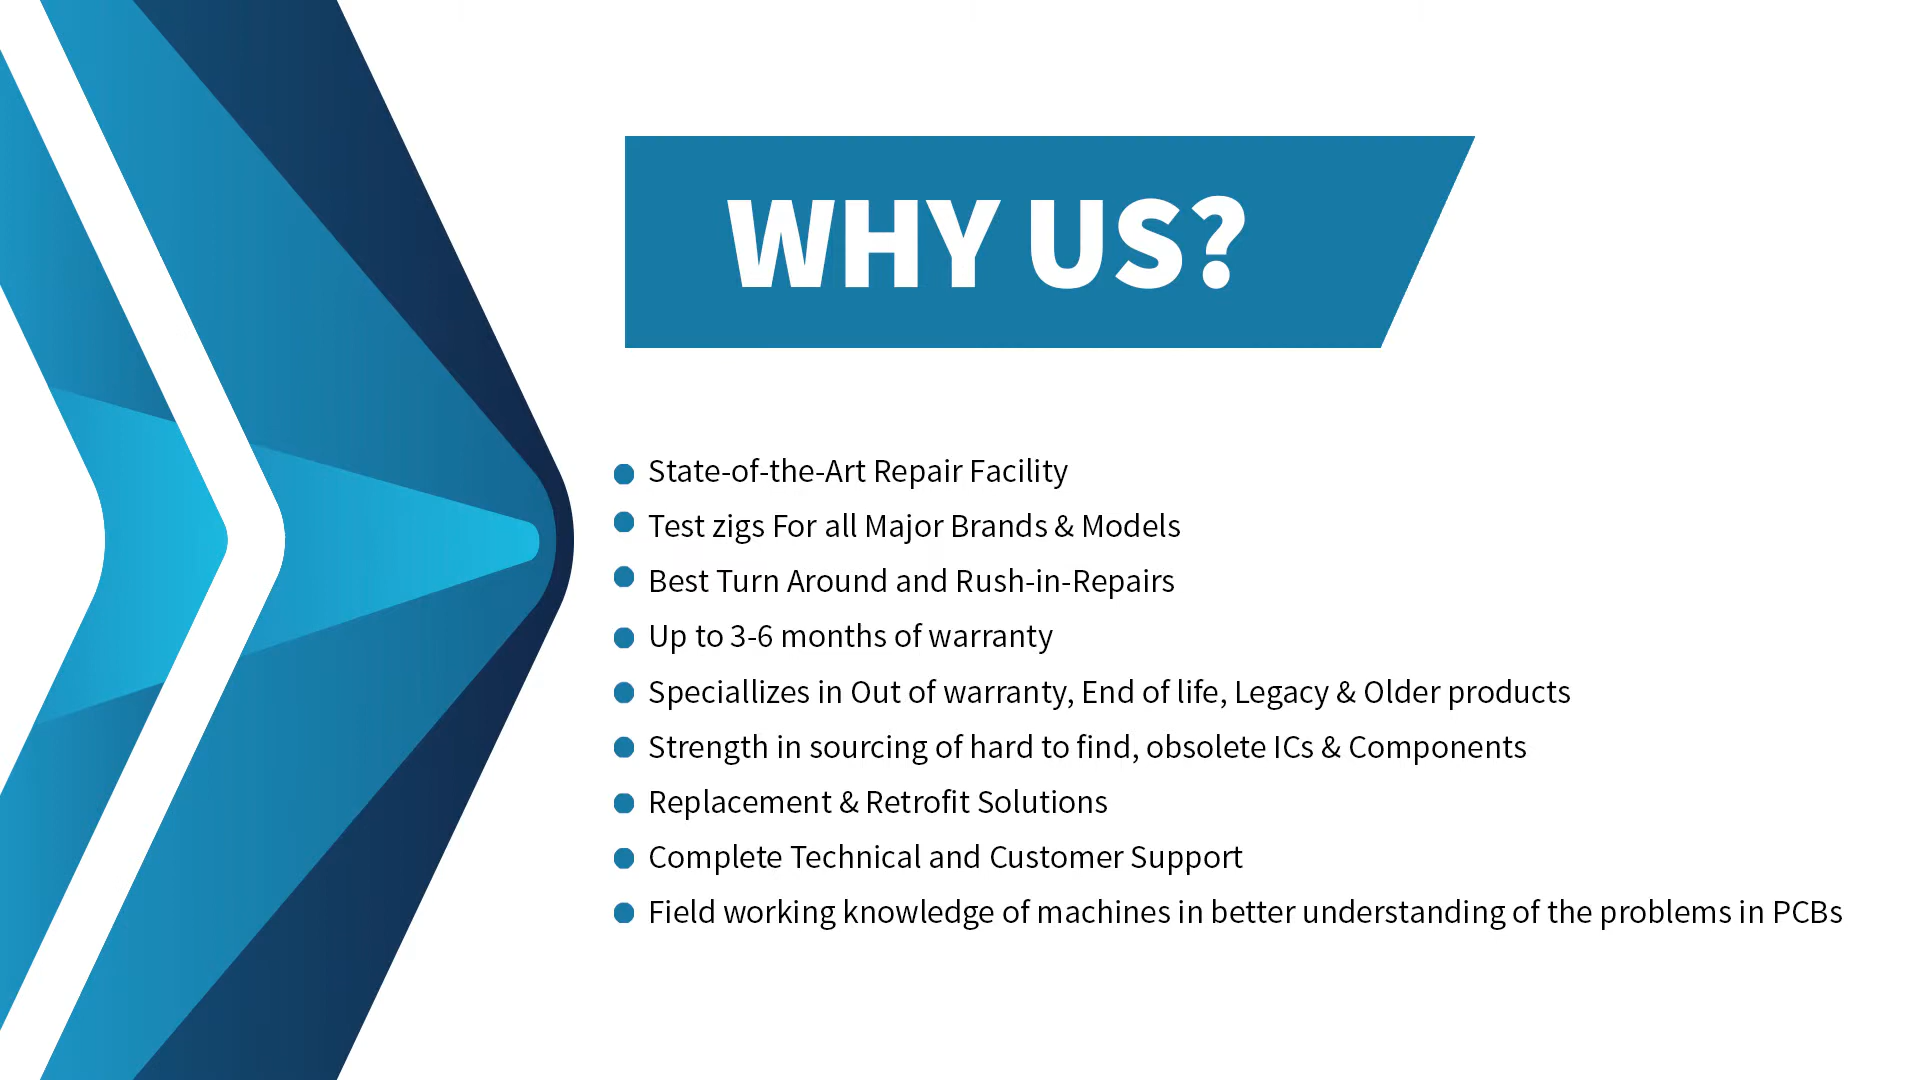 WHY US?
State-of-the-Art Repair Facility
Test zigs For all Major Brands & Models
Best Turn Around and Rush-in-Repairs
Up to 3-6 months of warranty
Speciallizes in Out of warranty, End of life, Legacy & Older products
Strength in sourcing of hard to find, obsolete ICs & Components
Replacement & Retrofit Solutions
Complete Technical and Customer Support
Field working knowledge of machines in better understanding of the problems in PCBs